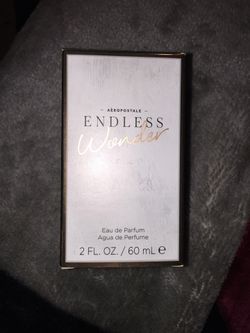 AÉROPOSTALE
ENDLESS
Wonder
Eau de Parfum
Agua de Perfume
2 FL. OZ. / 60 mL ℮